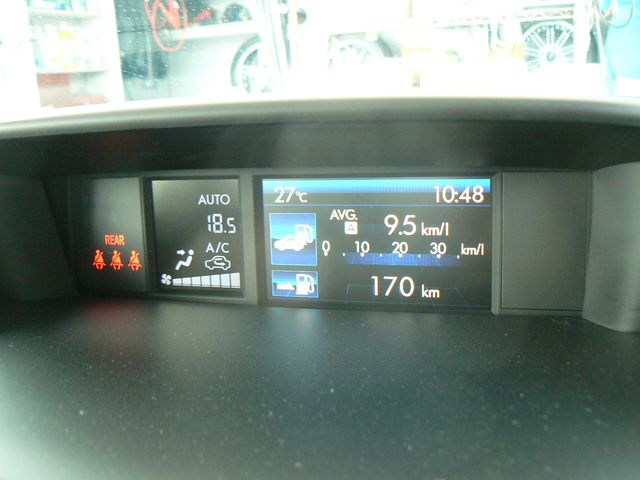 REAR
AUTO
18.5
A/C
27°C 10:48
AVG.
A 9.5 km/l
0 . 10 . 20 . 30 . km/l
170 km